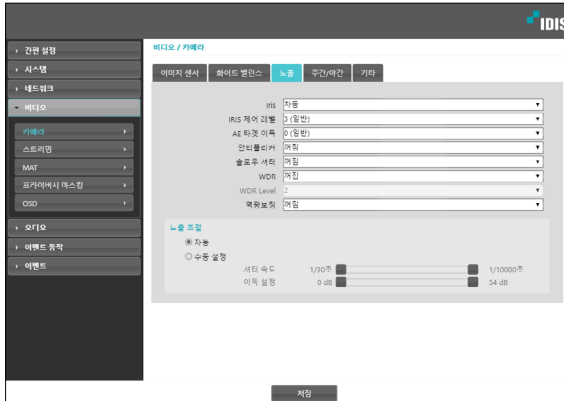 IDIS
간편 설정
시스템
네트워크
비디오
카메라
스트리밍
MAT
프라이버시 마스킹
OSD
오디오
이벤트 동작
이벤트
비디오 / 카메라
이미지 센서 화이트 밸런스 노출 주간/야간 기타
Iris 자동
IRIS 제어 레벨 3 (일반)
AE 타겟 이득 0 (일반)
안티플리커 꺼짐
슬로우 셔터 꺼짐
WDR 꺼짐
WDR Level 2
역광보정 꺼짐
노출 조절
자동
수동 설정
셔터 속도 1/30초 1/10000초
이득 설정 0 dB 54 dB
저장